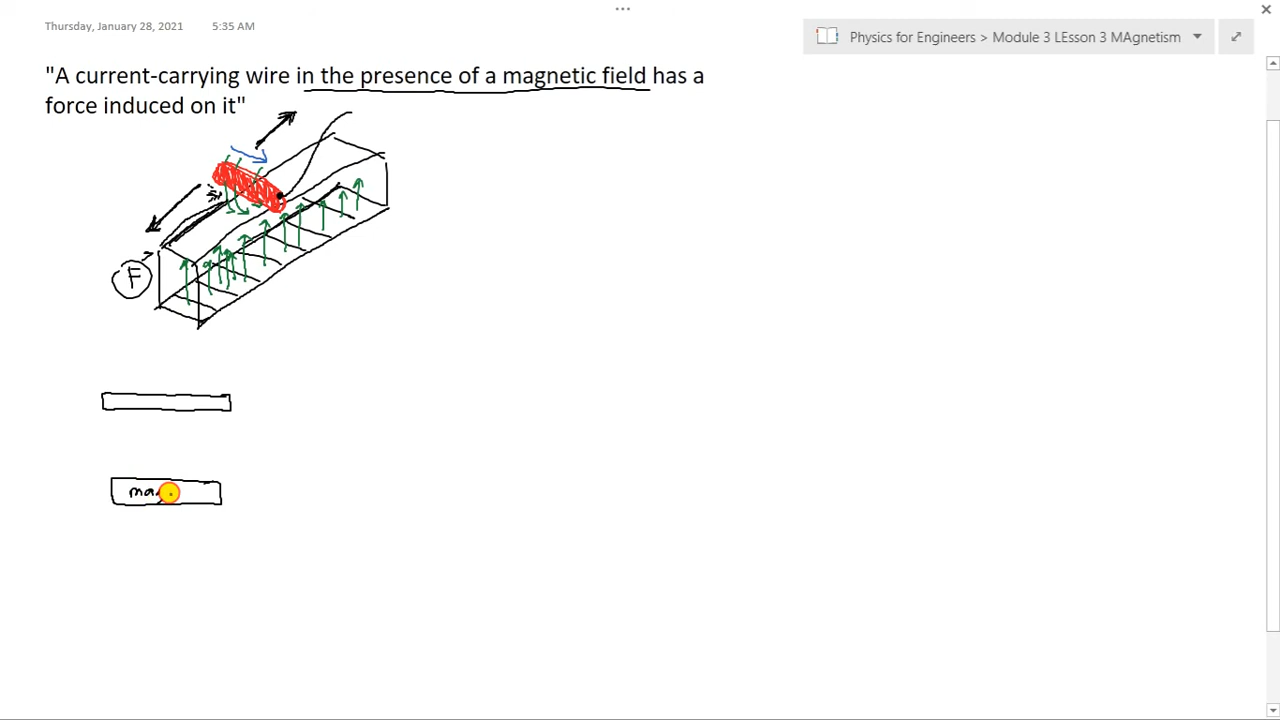 Thursday, January 28, 2021 5:35 AM
Physics for Engineers > Module 3 LEsson 3 MAgnetism
"A current-carrying wire in the presence of a magnetic field has a
force induced on it"
F
ma